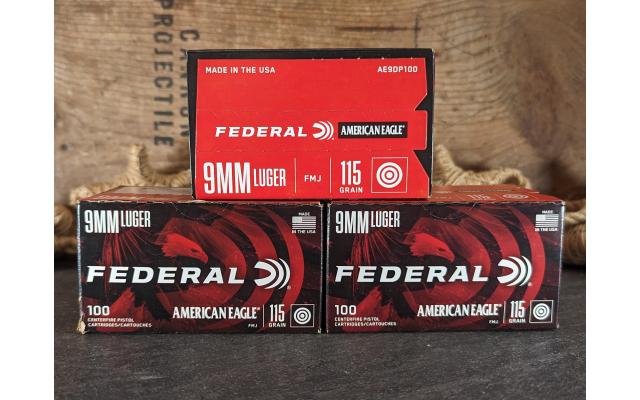 CANNON
PROJECTILE
MADE IN THE USA
AE9DP100
FEDERAL
AMERICAN EAGLE®
9MM LUGER
FMJ
115
GRAIN
9MM LUGER
MADE
IN THE USA
FEDERAL®
100
CENTERFIRE PISTOL
CARTRIDGES/CARTOUCHES
AMERICAN EAGLE®
FMJ
115
GRAIN
9MM LUGER
MADE
IN THE USA
FEDERAL®
100
CENTERFIRE PISTOL
CARTRIDGES/CARTOUCHES
AMERICAN EAGLE®
FMJ
115
GRAIN